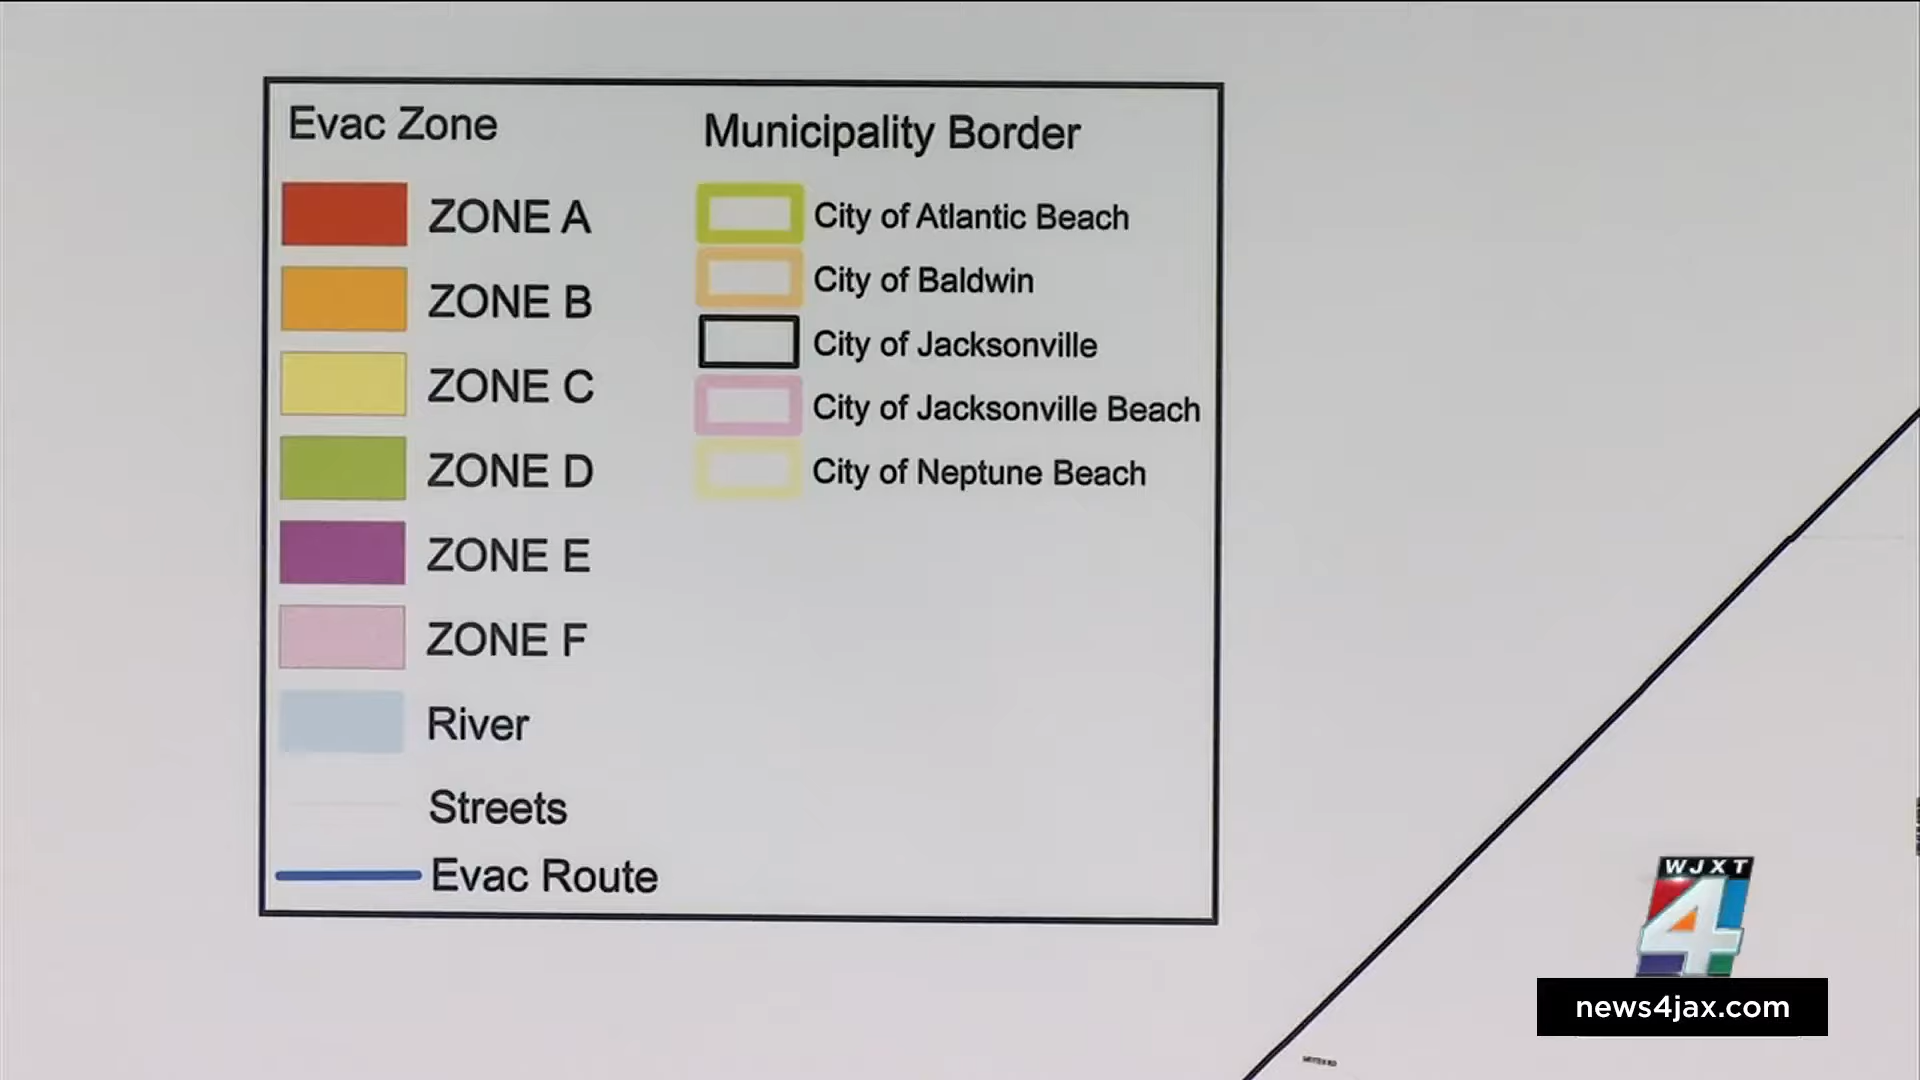 Evac Zone
ZONE A
ZONE B
ZONE C
ZONE D
ZONE E
ZONE F
River
Streets
Evac Route
Municipality Border
City of Atlantic Beach
City of Baldwin
City of Jacksonville
City of Jacksonville Beach
City of Neptune Beach
WJXT
4
news4jax.com